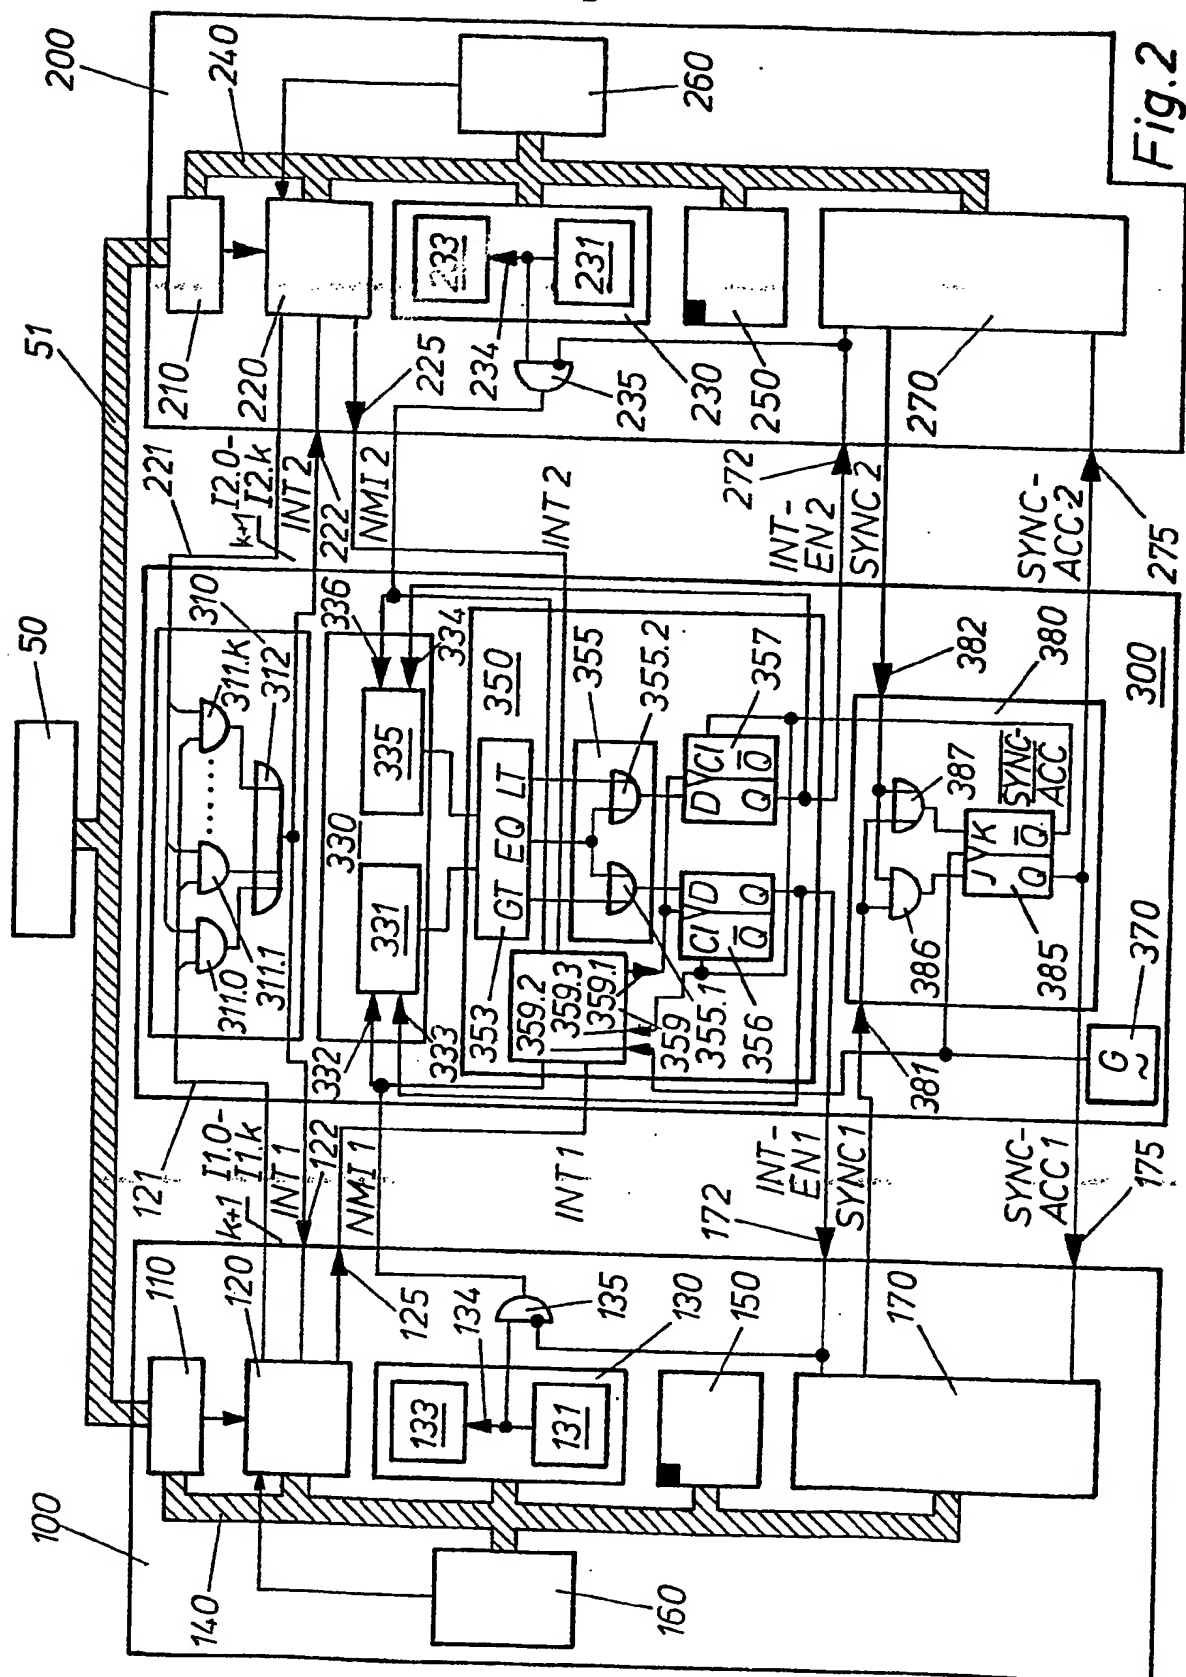 50
51
100
110
120
121
k+1 I1.0-
I1.k
INT1
122
NMI1
125
134
133
131
135
130
140
150
160
170
172
INT-
EN1
SYNC1
INT1
SYNC-
ACC1
175
200
210
220
221
k+1 I2.0-
I2.k
INT2
222
NMI2
225
234
233
231
235
230
240
250
260
270
272
INT-
EN2
SYNC2
INT2
SYNC-
ACC2
275
310
311.0
311.1
311.k
312
330
331
332
333
334
335
336
350
353
GT EQ LT
355
355.1
355.2
356
CI D
Q̅ Q
357
D CI
Q Q̅
359
359.1
359.2
359.3
370
G
~
380
381
382
385
J K
Q Q̅
386
387
SYNC-
ACC
300
Fig.2